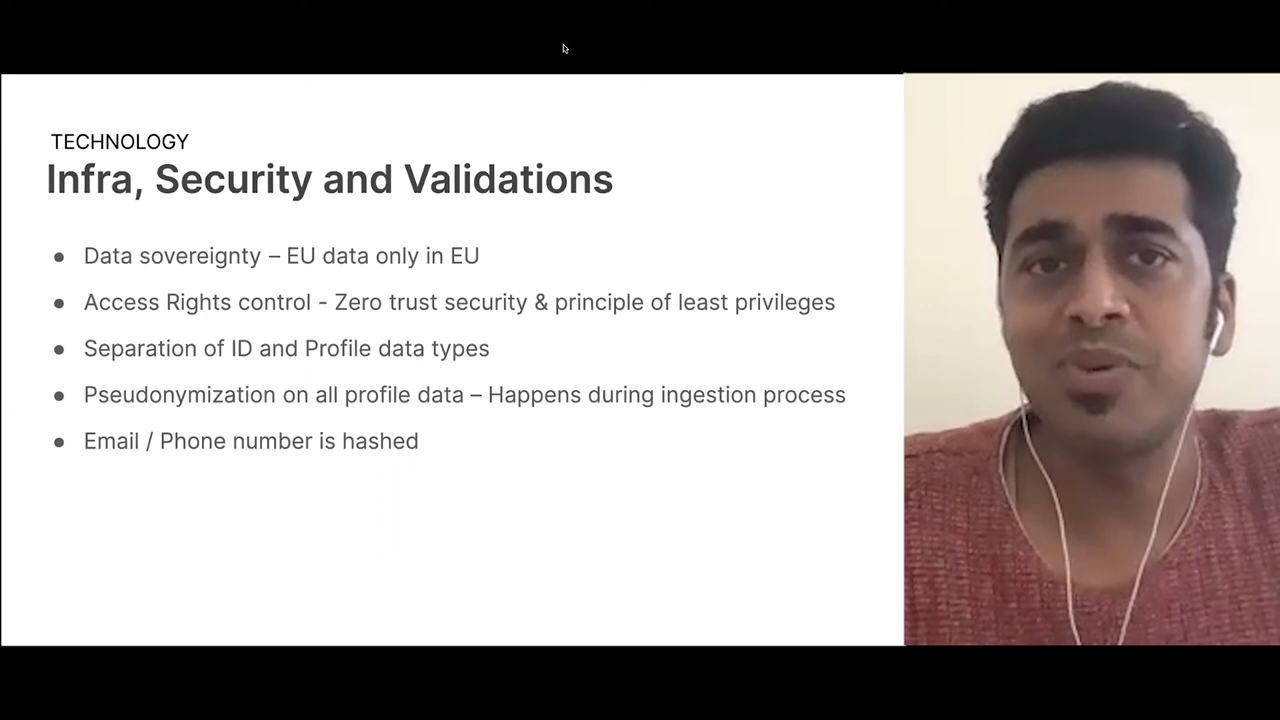 TECHNOLOGY
Infra, Security and Validations
● Data sovereignty – EU data only in EU
● Access Rights control - Zero trust security & principle of least privileges
● Separation of ID and Profile data types
● Pseudonymization on all profile data – Happens during ingestion process
● Email / Phone number is hashed